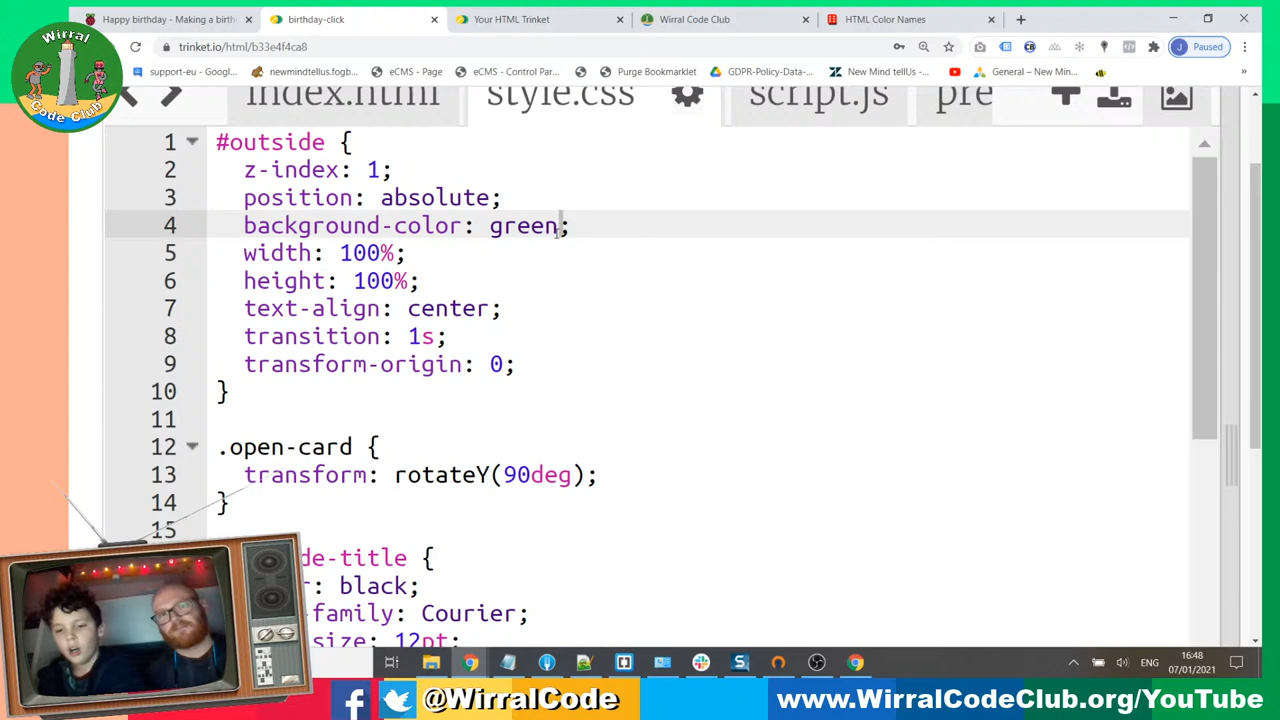 Happy birthday - Making a birth
birthday-click
Your HTML Trinket
Wirral Code Club
HTML Color Names
trinket.io/html/b33e4f4ca8
J
Paused
support-eu - Googl...
newmindtellus.fogb...
eCMS - Page
eCMS - Control Par...
Purge Bookmarklet
GDPR-Policy-Data-...
New Mind tellUs -...
General – New Min...
Wirral
Code Club
index.html
style.css
script.js
pre
1 #outside {
2 z-index: 1;
3 position: absolute;
4 background-color: green;
5 width: 100%;
6 height: 100%;
7 text-align: center;
8 transition: 1s;
9 transform-origin: 0;
10 }
11
12 .open-card {
13 transform: rotateY(90deg);
14 }
15
de-title {
: black;
-family: Courier;
size: 12pt;
ENG
16:48
07/01/2021
@WirralCode
www.WirralCodeClub.org/YouTube